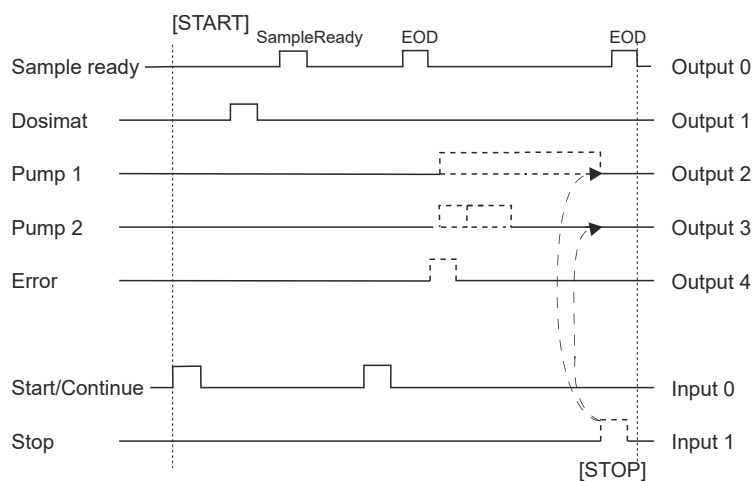 [START]
SampleReady EOD EOD
Sample ready Output 0
Dosimat Output 1
Pump 1 Output 2
Pump 2 Output 3
Error Output 4
Start/Continue Input 0
Stop Input 1
[STOP]